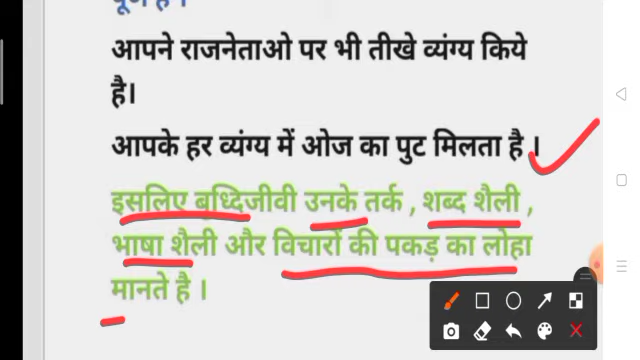 पूर्ण है।
आपने राजनेताओ पर भी तीखे व्यंग्य किये
है।
आपके हर व्यंग्य में ओज का पुट मिलता है ।
इसलिए बुध्दिजीवी उनके तर्क , शब्द शैली ,
भाषा शैली और विचारों की पकड़ का लोहा
मानते है ।